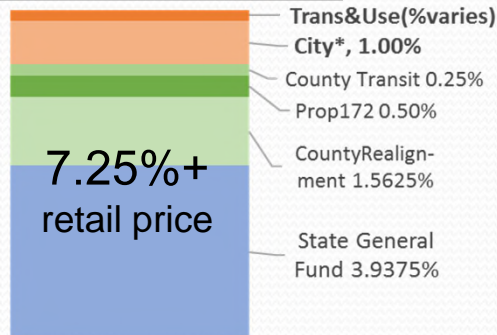 Trans&Use(%varies)
City*, 1.00%
County Transit 0.25%
Prop172 0.50%
CountyRealign-
ment 1.5625%
7.25%+
retail price
State General
Fund 3.9375%